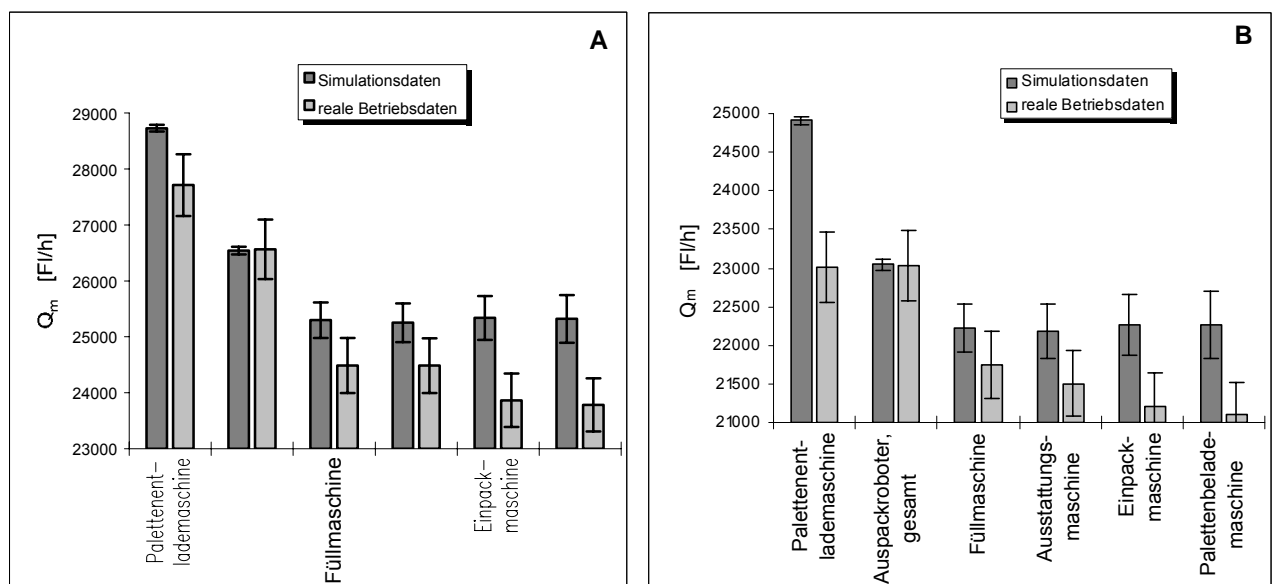 A
Simulationsdaten
reale Betriebsdaten
29000
28000
27000
26000
25000
24000
23000
Qm [Fl/h]
Palettenent-
lademaschine
Füllmaschine
Einpack-
maschine
B
Simulationsdaten
reale Betriebsdaten
25000
24500
24000
23500
23000
22500
22000
21500
21000
Qm [Fl/h]
Palettenent-
lademaschine
Auspackroboter,
gesamt
Füllmaschine
Ausstattungs-
maschine
Einpack-
maschine
Palettenbelade-
maschine